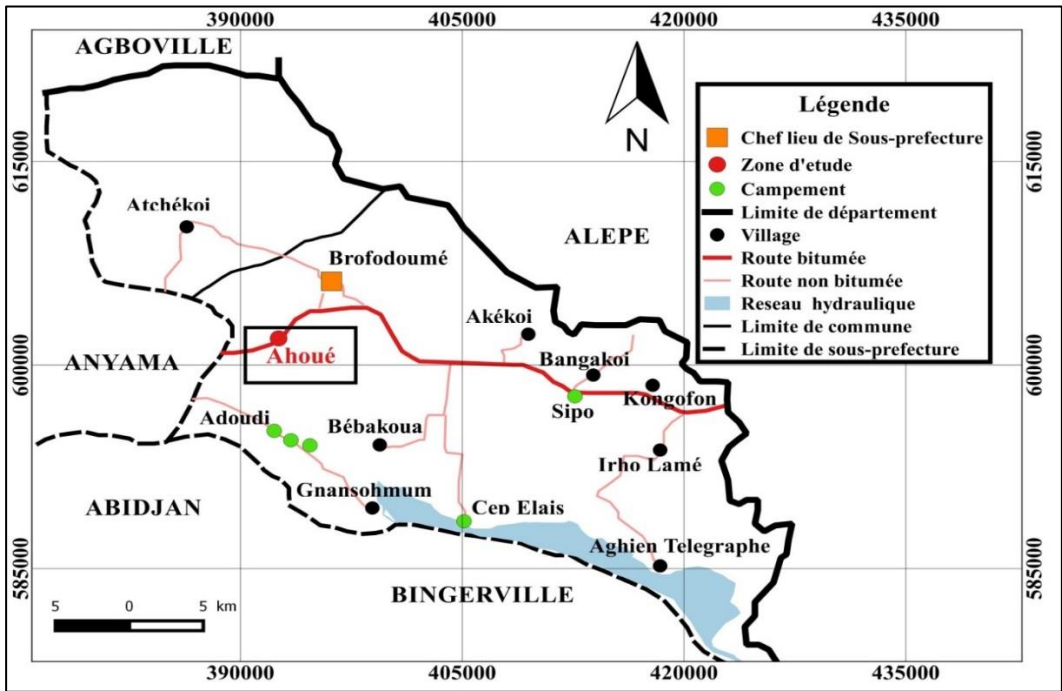 390000 405000 420000 435000
AGBOVILLE
N
Légende
Chef lieu de Sous-prefecture
Zone d'etude
Campement
Limite de département
Village
Route bitumée
Route non bitumée
Reseau hydraulique
Limite de commune
Limite de sous-prefecture
615000 615000
Atchékoi
ALEPE
Brofodoumé
Akékoi
ANYAMA
Ahoué
600000 600000
Bangakoi
Sipo
Kongofon
Adoudi
Bébakoua
Irho Lamé
ABIDJAN
Gnansohmum
Cep Elais
Aghien Telegraphe
585000 585000
BINGERVILLE
5 0 5 km
390000 405000 420000 435000